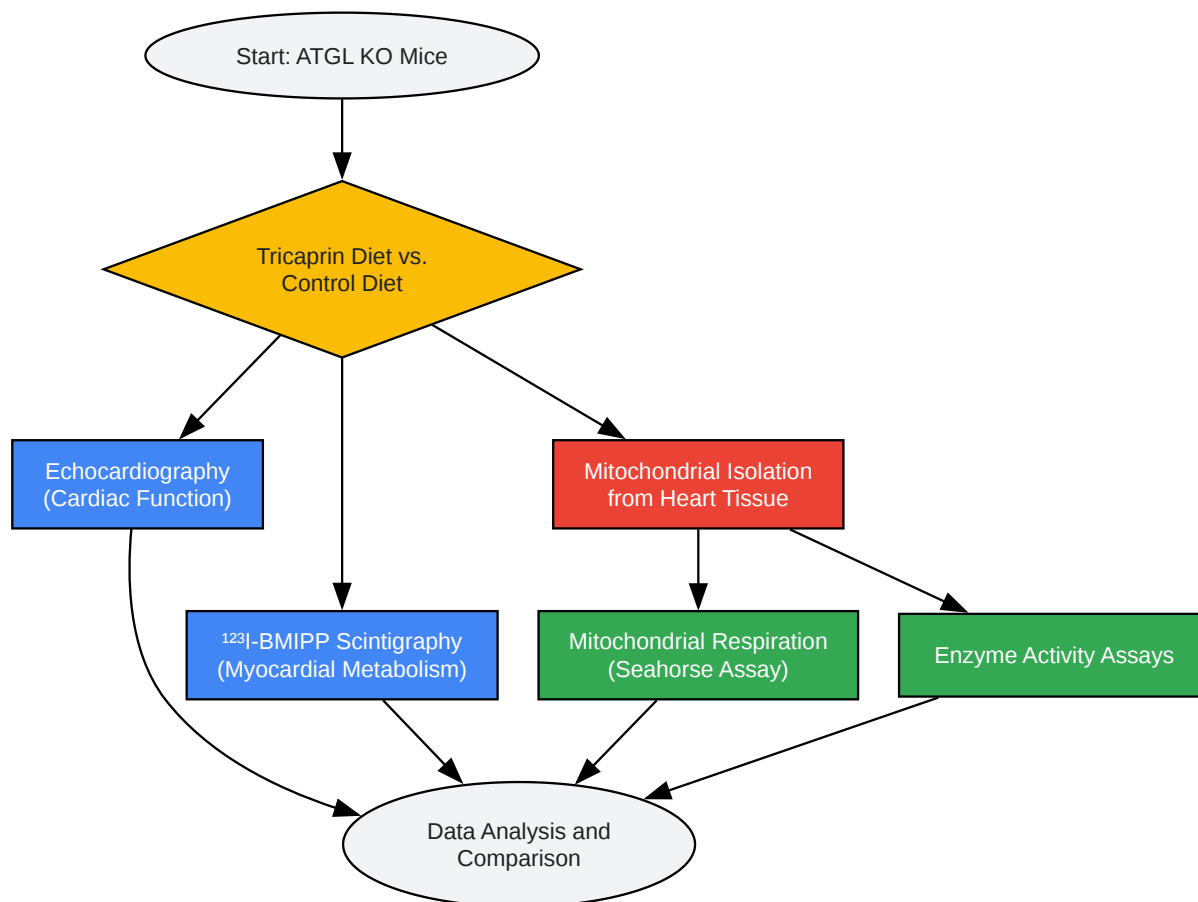 Start: ATGL KO Mice
Tricaprin Diet vs.
Control Diet
Echocardiography
(Cardiac Function)
Mitochondrial Isolation
from Heart Tissue
¹²³I-BMIPP Scintigraphy
(Myocardial Metabolism)
Mitochondrial Respiration
(Seahorse Assay)
Enzyme Activity Assays
Data Analysis and
Comparison